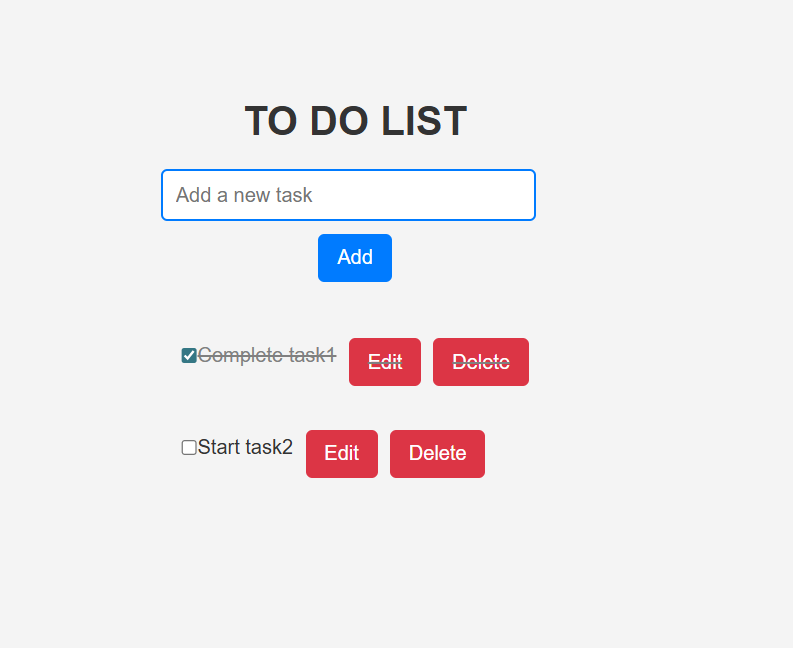 TO DO LIST
Add a new task
Add
Complete task1 Edit Delete
Start task2 Edit Delete